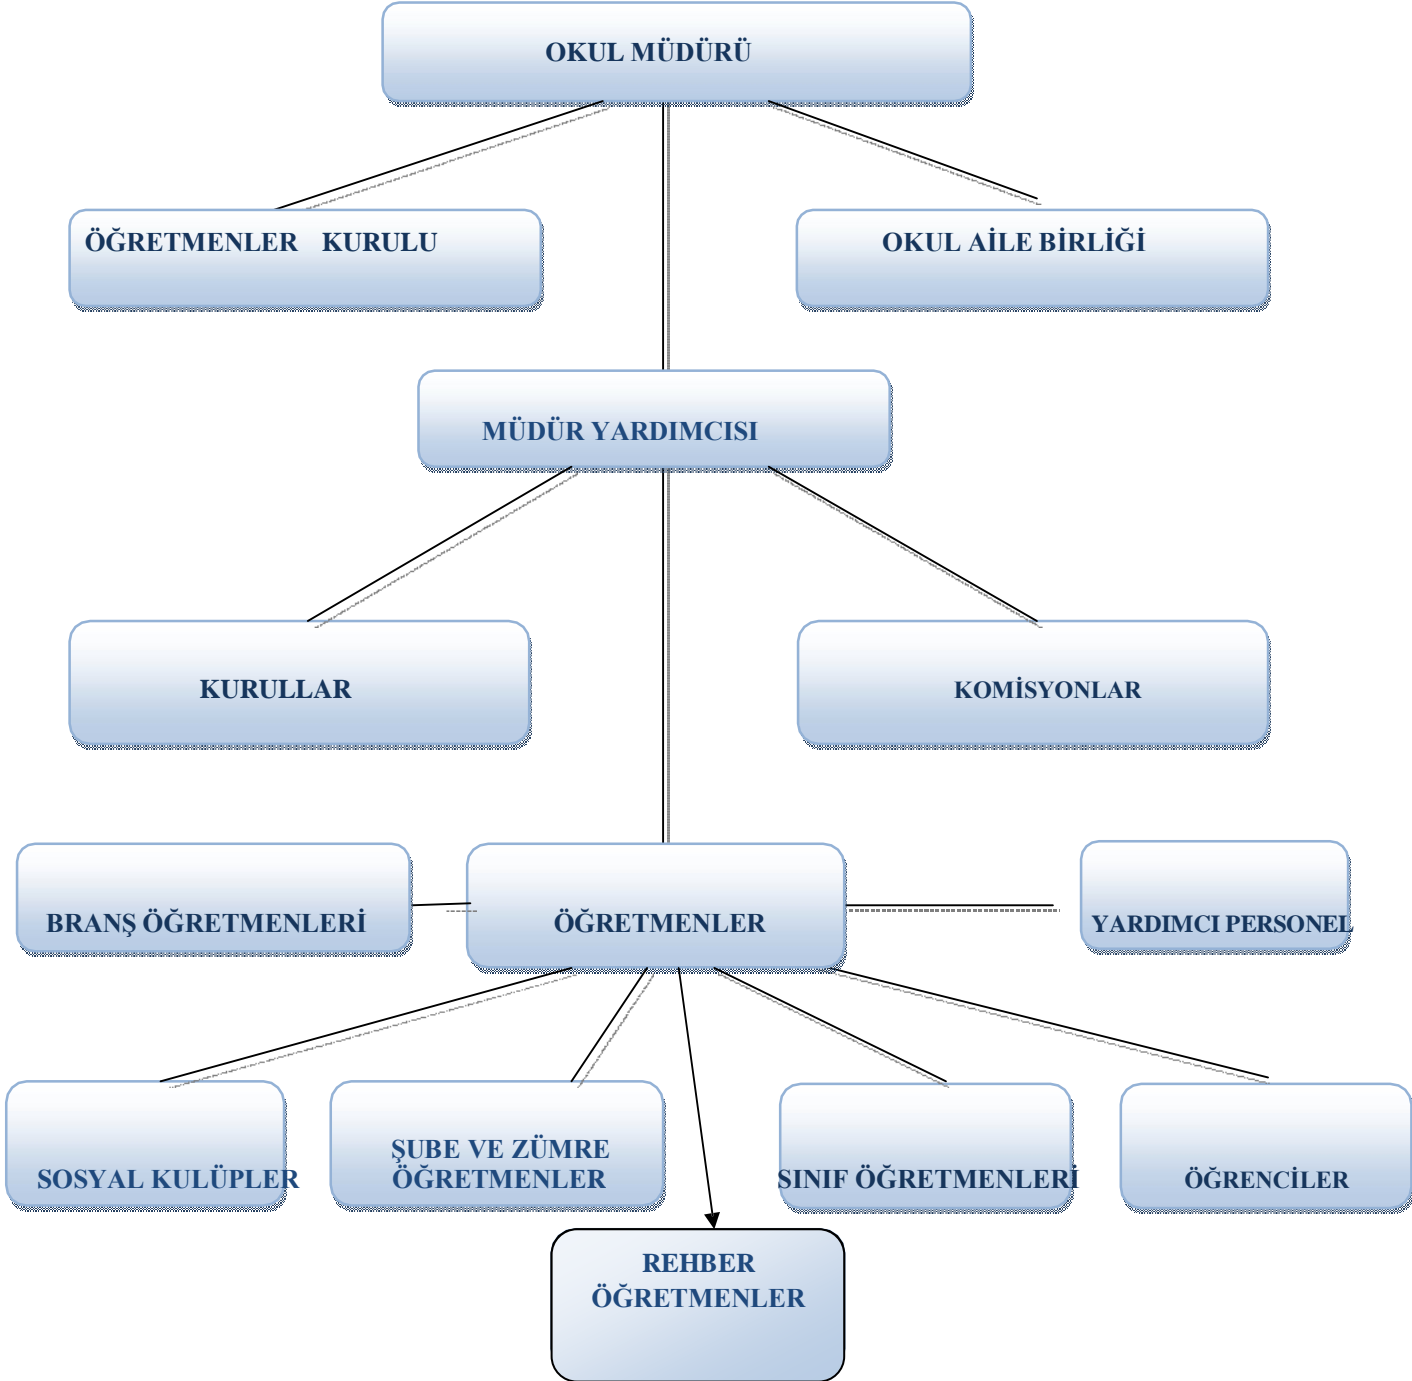 OKUL MÜDÜRÜ
ÖĞRETMENLER KURULU
OKUL AİLE BİRLİĞİ
MÜDÜR YARDIMCISI
KURULLAR
KOMİSYONLAR
BRANŞ ÖĞRETMENLERİ
ÖĞRETMENLER
YARDIMCI PERSONEL
SOSYAL KULÜPLER
ŞUBE VE ZÜMRE
ÖĞRETMENLER
SINIF ÖĞRETMENLERİ
ÖĞRENCİLER
REHBER
ÖĞRETMENLER